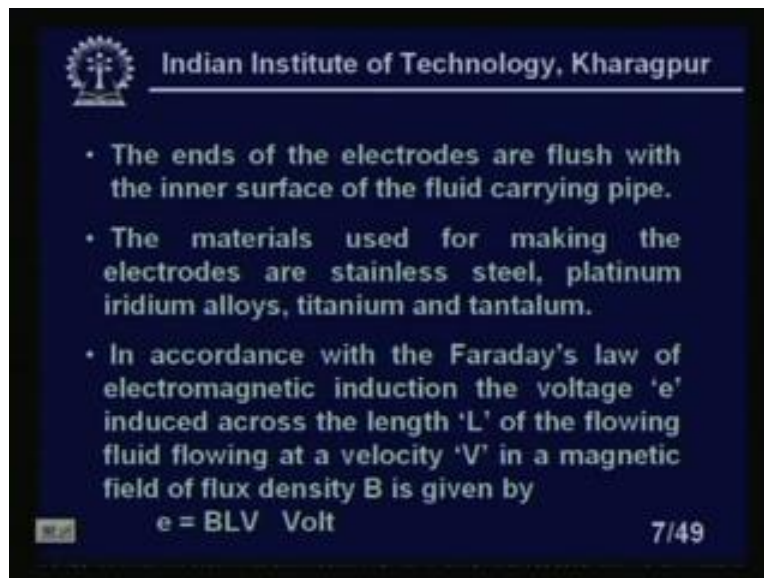 Indian Institute of Technology, Kharagpur
• The ends of the electrodes are flush with
the inner surface of the fluid carrying pipe.
• The materials used for making the
electrodes are stainless steel, platinum
iridium alloys, titanium and tantalum.
• In accordance with the Faraday's law of
electromagnetic induction the voltage 'e'
induced across the length 'L' of the flowing
fluid flowing at a velocity 'V' in a magnetic
field of flux density B is given by
e = BLV Volt
7/49